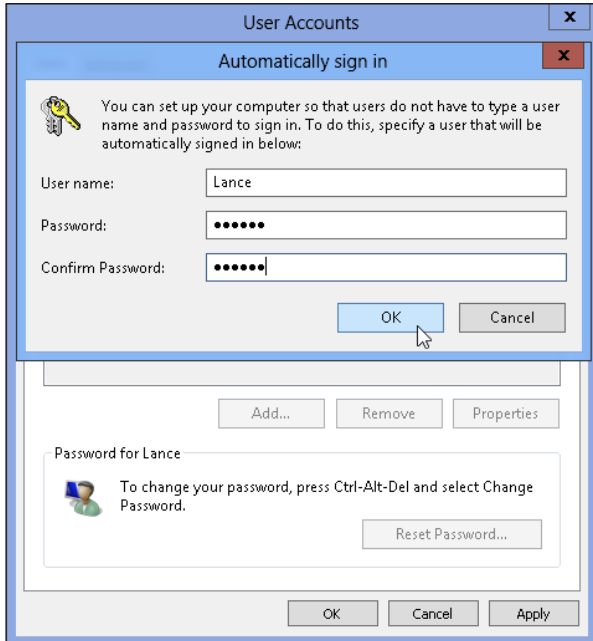 User Accounts
x
Automatically sign in
x
You can set up your computer so that users do not have to type a user
name and password to sign in. To do this, specify a user that will be
automatically signed in below:
User name:
Lance
Password:
●●●●●●
Confirm Password:
●●●●●●
OK
Cancel
Add...
Remove
Properties
Password for Lance
To change your password, press Ctrl-Alt-Del and select Change
Password.
Reset Password...
OK
Cancel
Apply